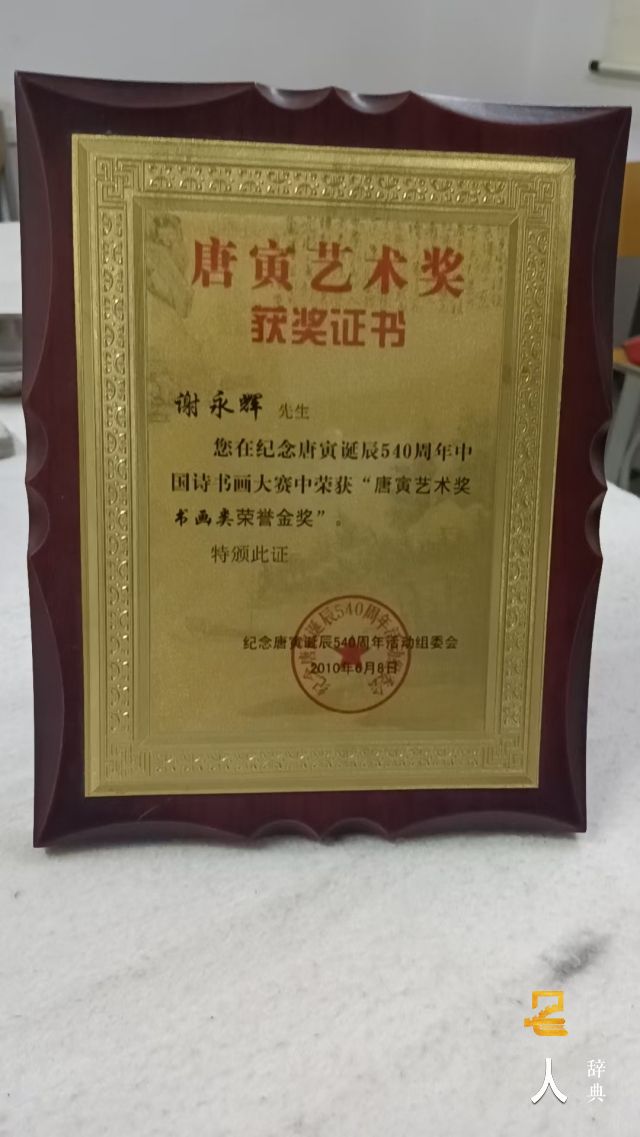 唐寅艺术奖
获奖证书
谢永辉 先生
您在纪念唐寅诞辰540周年中
国诗书画大赛中荣获“唐寅艺术奖
书画类荣誉金奖”。
特颁此证
纪念唐寅诞辰540周年活动组委会
2010年6月8日
名
人
辞典